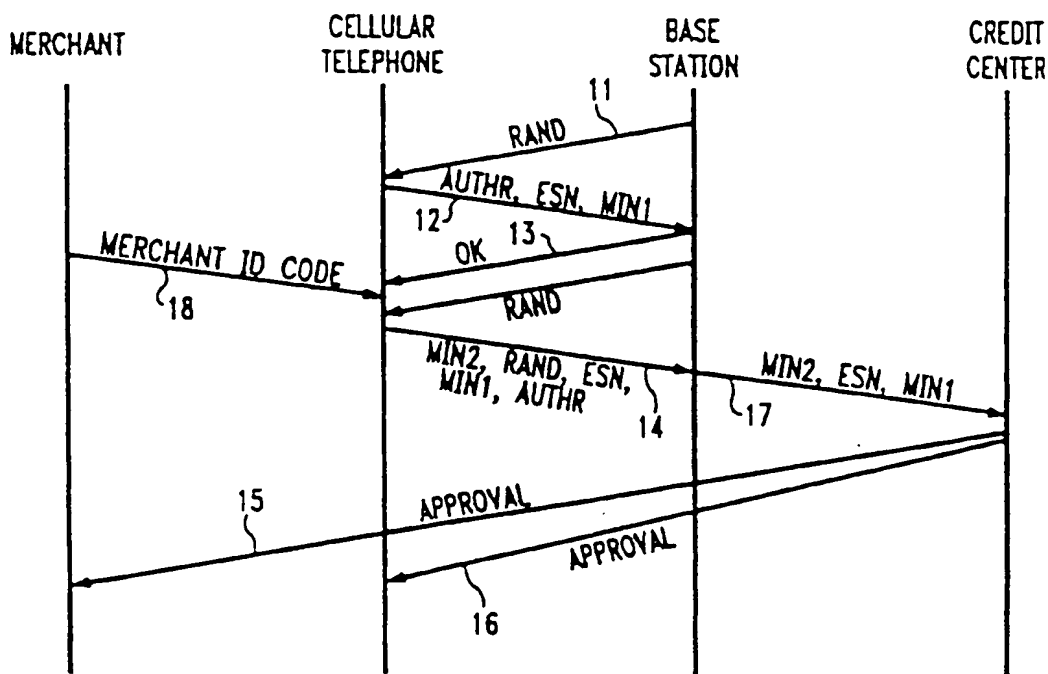 MERCHANT
CELLULAR
TELEPHONE
BASE
STATION
CREDIT
CENTER
11
RAND
AUTHR, ESN, MIN1
12
13
OK
MERCHANT ID CODE
18
RAND
MIN2, RAND, ESN,
MIN1, AUTHR
14
MIN2, ESN, MIN1
17
15
APPROVAL
APPROVAL
16